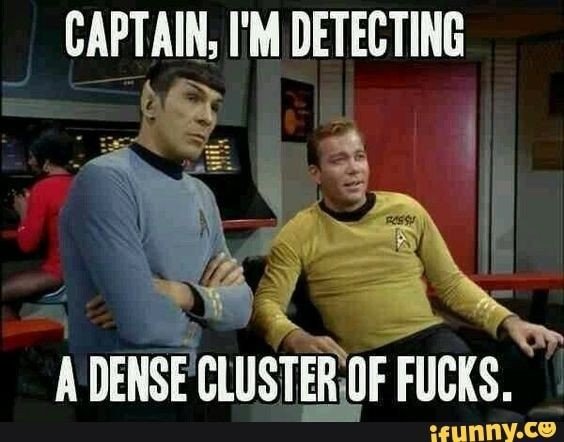 CAPTAIN, I'M DETECTING
A DENSE CLUSTER OF FUCKS.
ifunny.co